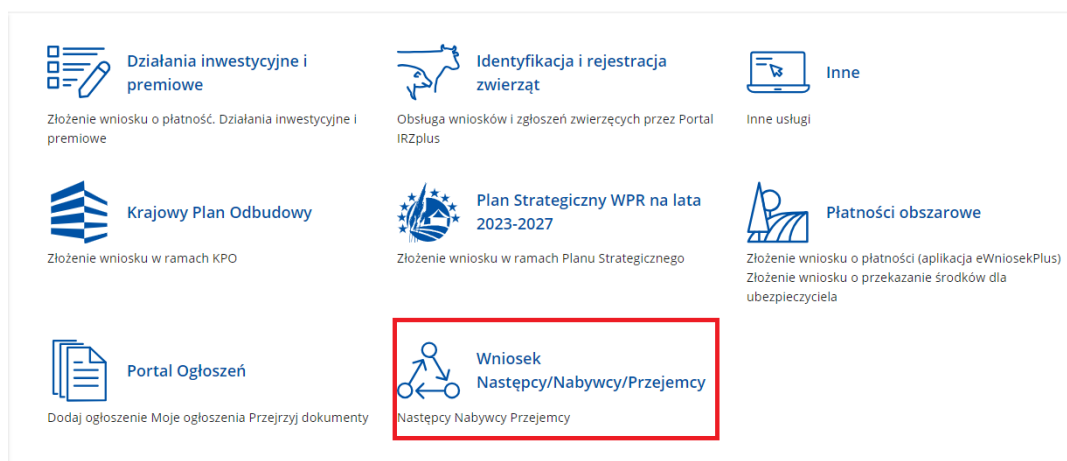 Działania inwestycyjne i
premiowe
Złożenie wniosku o płatność. Działania inwestycyjne i
premiowe
Identyfikacja i rejestracja
zwierząt
Obsługa wniosków i zgłoszeń zwierzęcych przez Portal
IRZplus
Inne
Inne usługi
Krajowy Plan Odbudowy
Złożenie wniosku w ramach KPO
Plan Strategiczny WPR na lata
2023-2027
Złożenie wniosku w ramach Planu Strategicznego
Płatności obszarowe
Złożenie wniosku o płatności (aplikacja eWniosekPlus)
Złożenie wniosku o przekazanie środków dla
ubezpieczyciela
Portal Ogłoszeń
Dodaj ogłoszenie Moje ogłoszenia Przejrzyj dokumenty
Wniosek
Następcy/Nabywcy/Przejemcy
Następcy Nabywcy Przejemcy